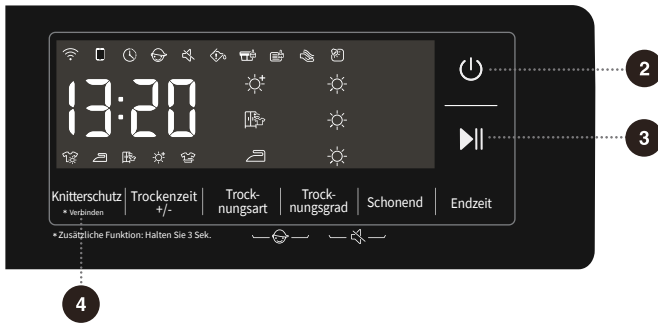 13:20
2
3
Knitterschutz
* Verbinden
Trockenzeit
+/-
Trock-
nungsart
Trock-
nungsgrad
Schonend
Endzeit
* Zusätzliche Funktion: Halten Sie 3 Sek.
4